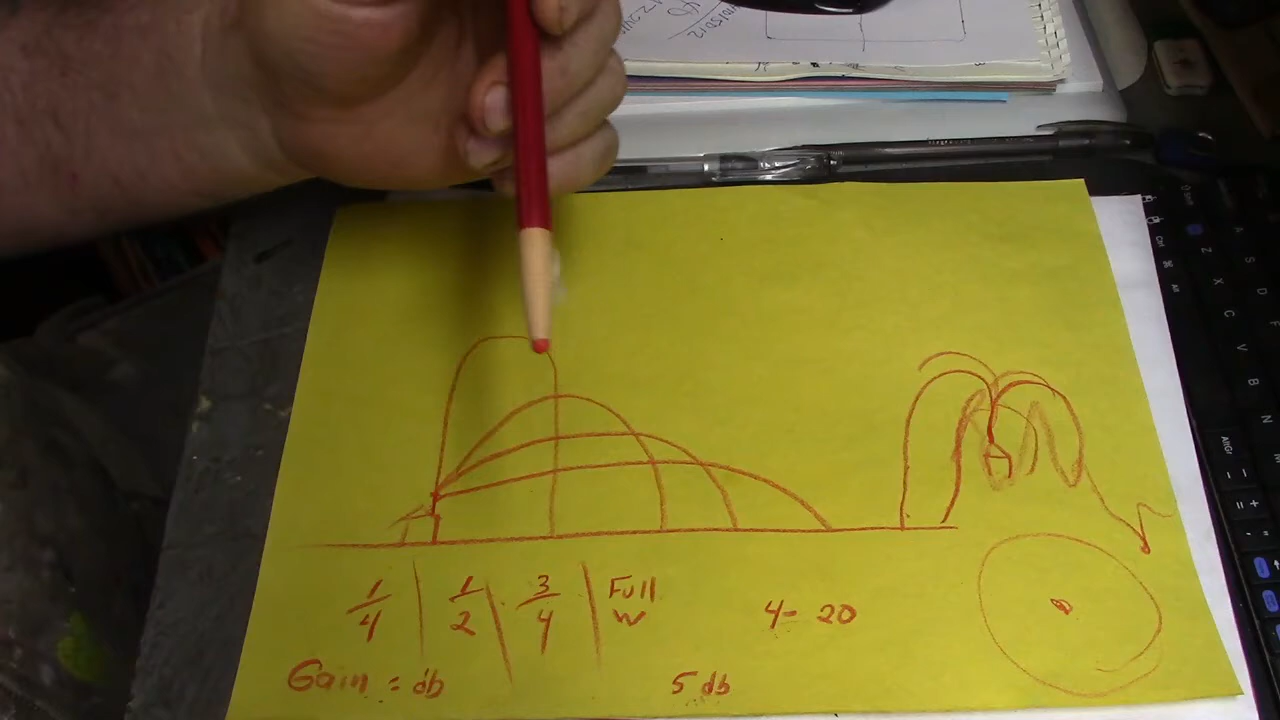 1/4 | 1/2 \ 3/4 | Full W
4- 20
Gain = db
5 db